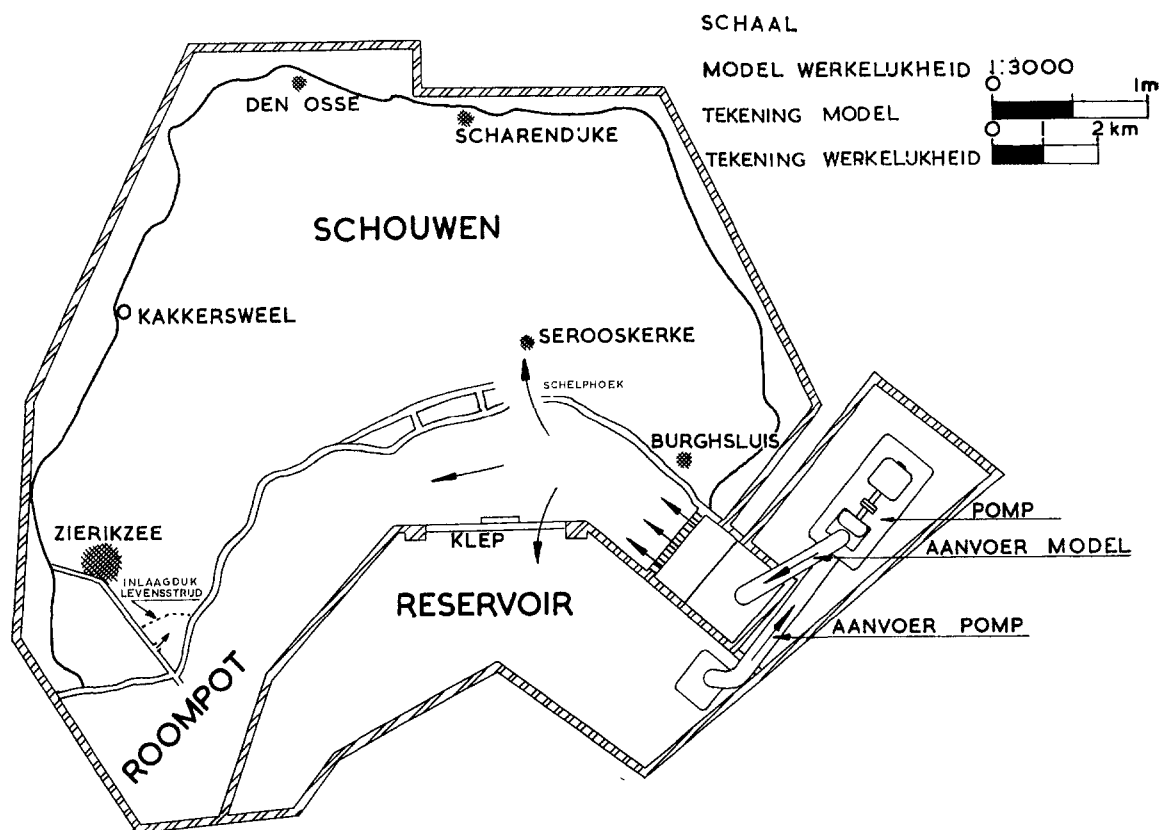 SCHAAL
MODEL WERKELIJKHEID 1:3000
0 1m
TEKENING MODEL
0 1 2 km
TEKENING WERKELIJKHEID
DEN OSSE
SCHARENDIJKE
SCHOUWEN
KAKKERSWEEL
SEROOSKERKE
SCHELPHOEK
BURGHSLUIS
ZIERIKZEE
INLAAGDIJK
LEVENSSTRIJD
KLEP
RESERVOIR
ROOMPOT
POMP
AANVOER MODEL
AANVOER POMP